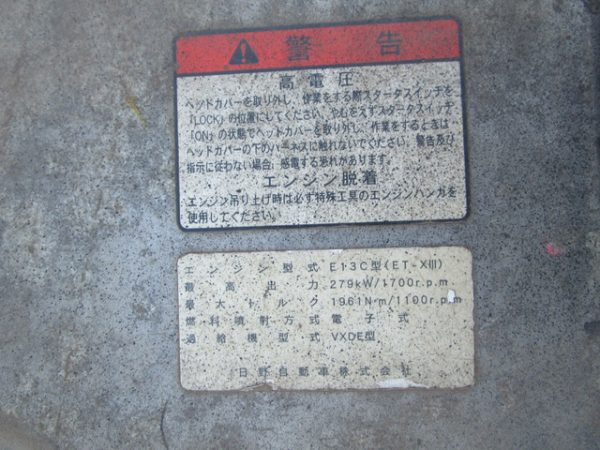 警告
高電圧
ヘッドカバーを取り外し、作業をする際スタータスイッチを
「LOCK」の位置にしてください。やむをえずスタータスイッチ
「ON」の状態でヘッドカバーを取り外し、作業をするときは
ヘッドカバーの下のハーネスに触れないでください。警告及び
指示に従わない場合、感電する恐れがあります。
エンジン脱着
エンジン吊り上げ時は必ず特殊工具のエンジンハンガを
使用してください。
エンジン型式 E13C型(ET-XIII)
最高出力 279kW/1700r.p.m
最大トルク 1961N·m/1100r.p.m
燃料噴射方式 電子式
過給機型式 VXDE型
日野自動車株式会社